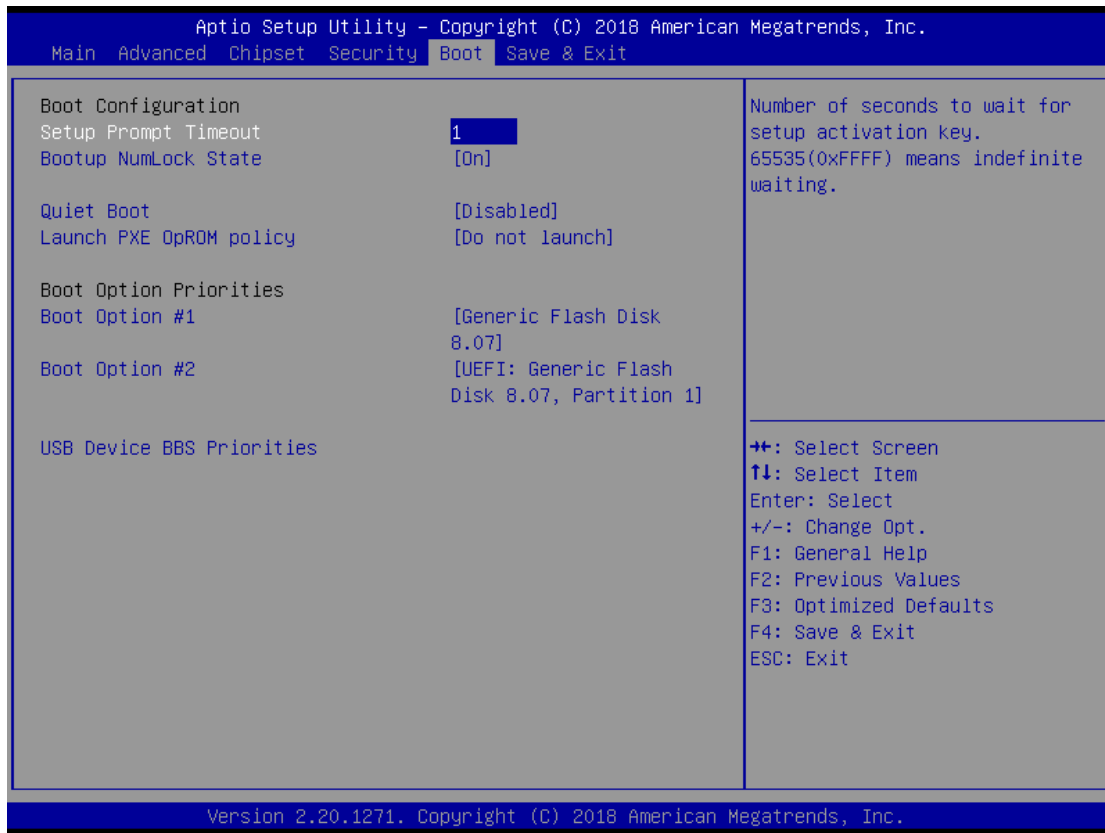 Aptio Setup Utility – Copyright (C) 2018 American Megatrends, Inc.
Main Advanced Chipset Security Boot Save & Exit
Boot Configuration
Setup Prompt Timeout 1
Bootup NumLock State [On]
Quiet Boot [Disabled]
Launch PXE OpROM policy [Do not launch]
Boot Option Priorities
Boot Option #1 [Generic Flash Disk
8.07]
Boot Option #2 [UEFI: Generic Flash
Disk 8.07, Partition 1]
USB Device BBS Priorities
Number of seconds to wait for
setup activation key.
65535(0xFFFF) means indefinite
waiting.
→←: Select Screen
↑↓: Select Item
Enter: Select
+/-: Change Opt.
F1: General Help
F2: Previous Values
F3: Optimized Defaults
F4: Save & Exit
ESC: Exit
Version 2.20.1271. Copyright (C) 2018 American Megatrends, Inc.